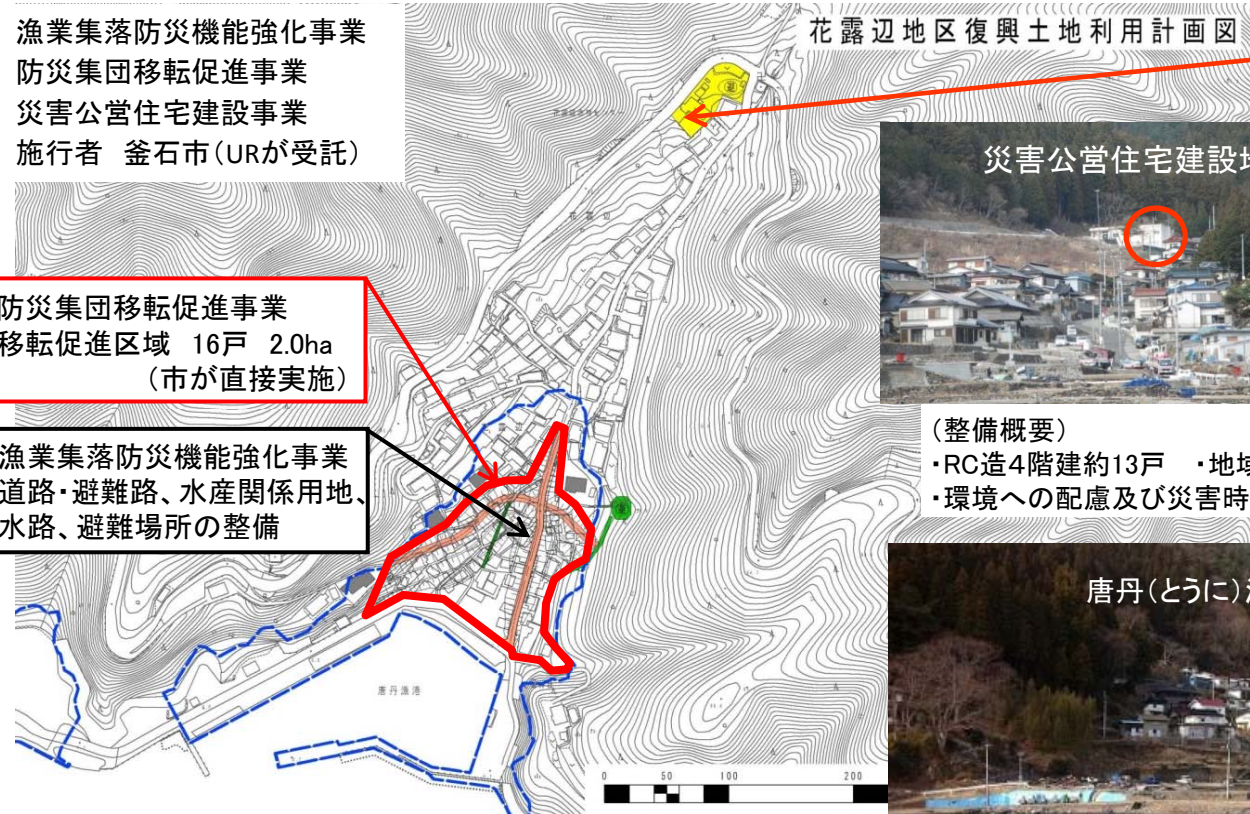 漁業集落防災機能強化事業
防災集団移転促進事業
災害公営住宅建設事業
施行者 釜石市(URが受託)
花露辺地区復興土地利用計画図
災害公営住宅建設
防災集団移転促進事業
移転促進区域 16戸 2.0ha
(市が直接実施)
漁業集落防災機能強化事業
道路・避難路、水産関係用地、
水路、避難場所の整備
(整備概要)
・RC造4階建約13戸 ・地域
・環境への配慮及び災害時
唐丹(とうに)
花露辺
唐丹漁港
0 50 100 200